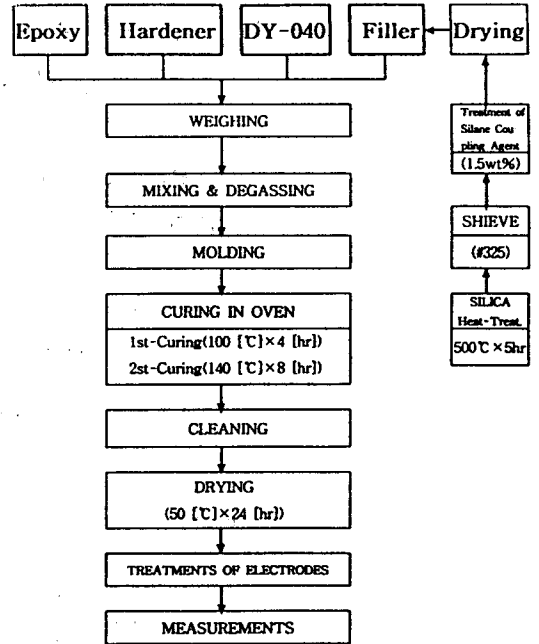 Epoxy
Hardener
DY-040
Filler
Drying
WEIGHING
MIXING & DEGASSING
MOLDING
CURING IN OVEN
1st-Curing(100 [℃]×4 [hr])
2st-Curing(140 [℃]×8 [hr])
CLEANING
DRYING
(50 [℃]×24 [hr])
TREATMENTS OF ELECTRODES
MEASUREMENTS
Treatment of
Silane Cou
pling Agent
(1.5wt%)
SHIEVE
(#325)
SILICA
Heat-Treat.
500℃×5hr